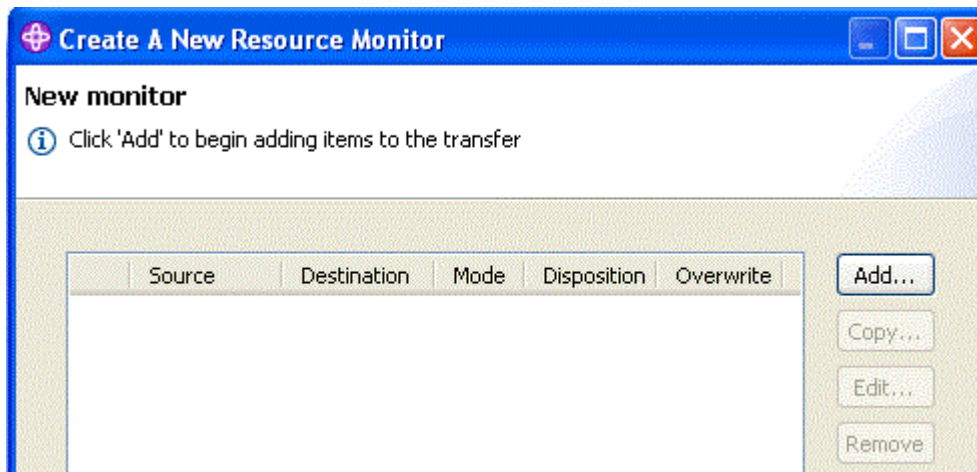 Create A New Resource Monitor
New monitor
Click 'Add' to begin adding items to the transfer
Source Destination Mode Disposition Overwrite
Add...
Copy...
Edit...
Remove